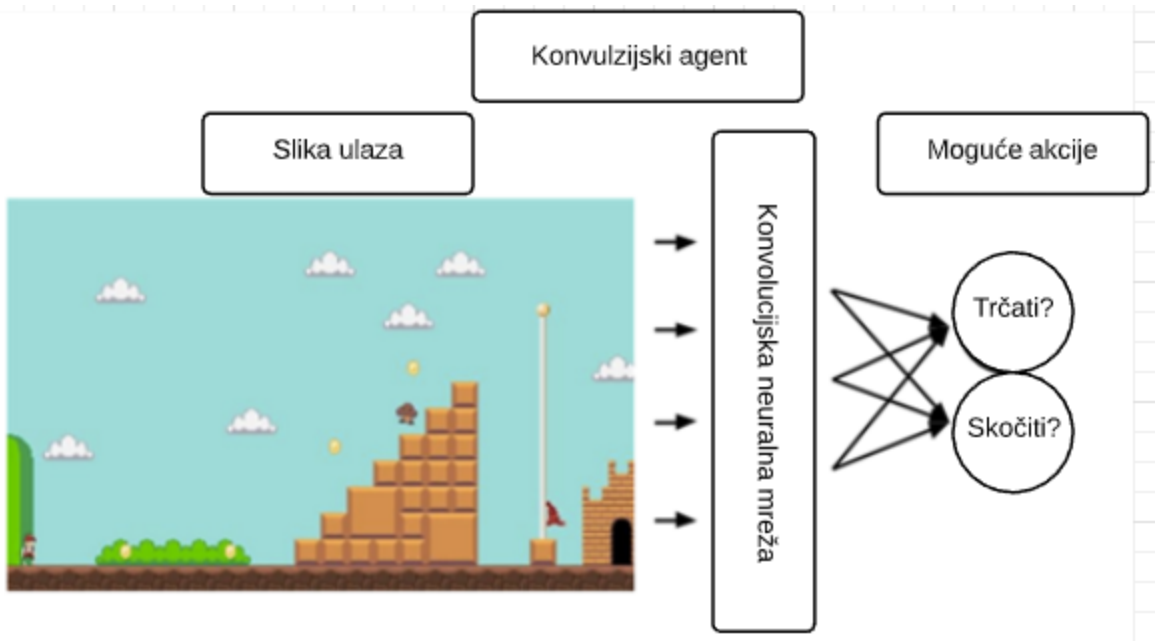 Konvulzijski agent
Slika ulaza
Moguće akcije
Konvolucijska neuralna mreža
Trčati?
Skočiti?